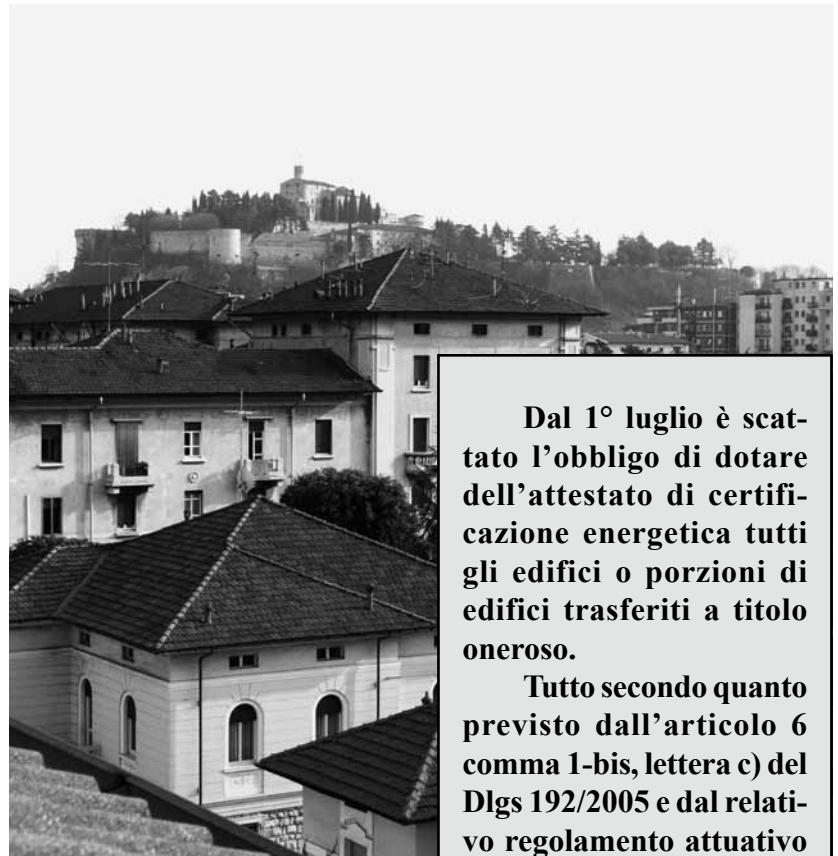 Dal 1° luglio è scat-
tato l’obbligo di dotare
dell’attestato di certifi-
cazione energetica tutti
gli edifici o porzioni di
edifici trasferiti a titolo
oneroso.
Tutto secondo quanto
previsto dall’articolo 6
comma 1-bis, lettera c) del
Dlgs 192/2005 e dal relati-
vo regolamento attuativo